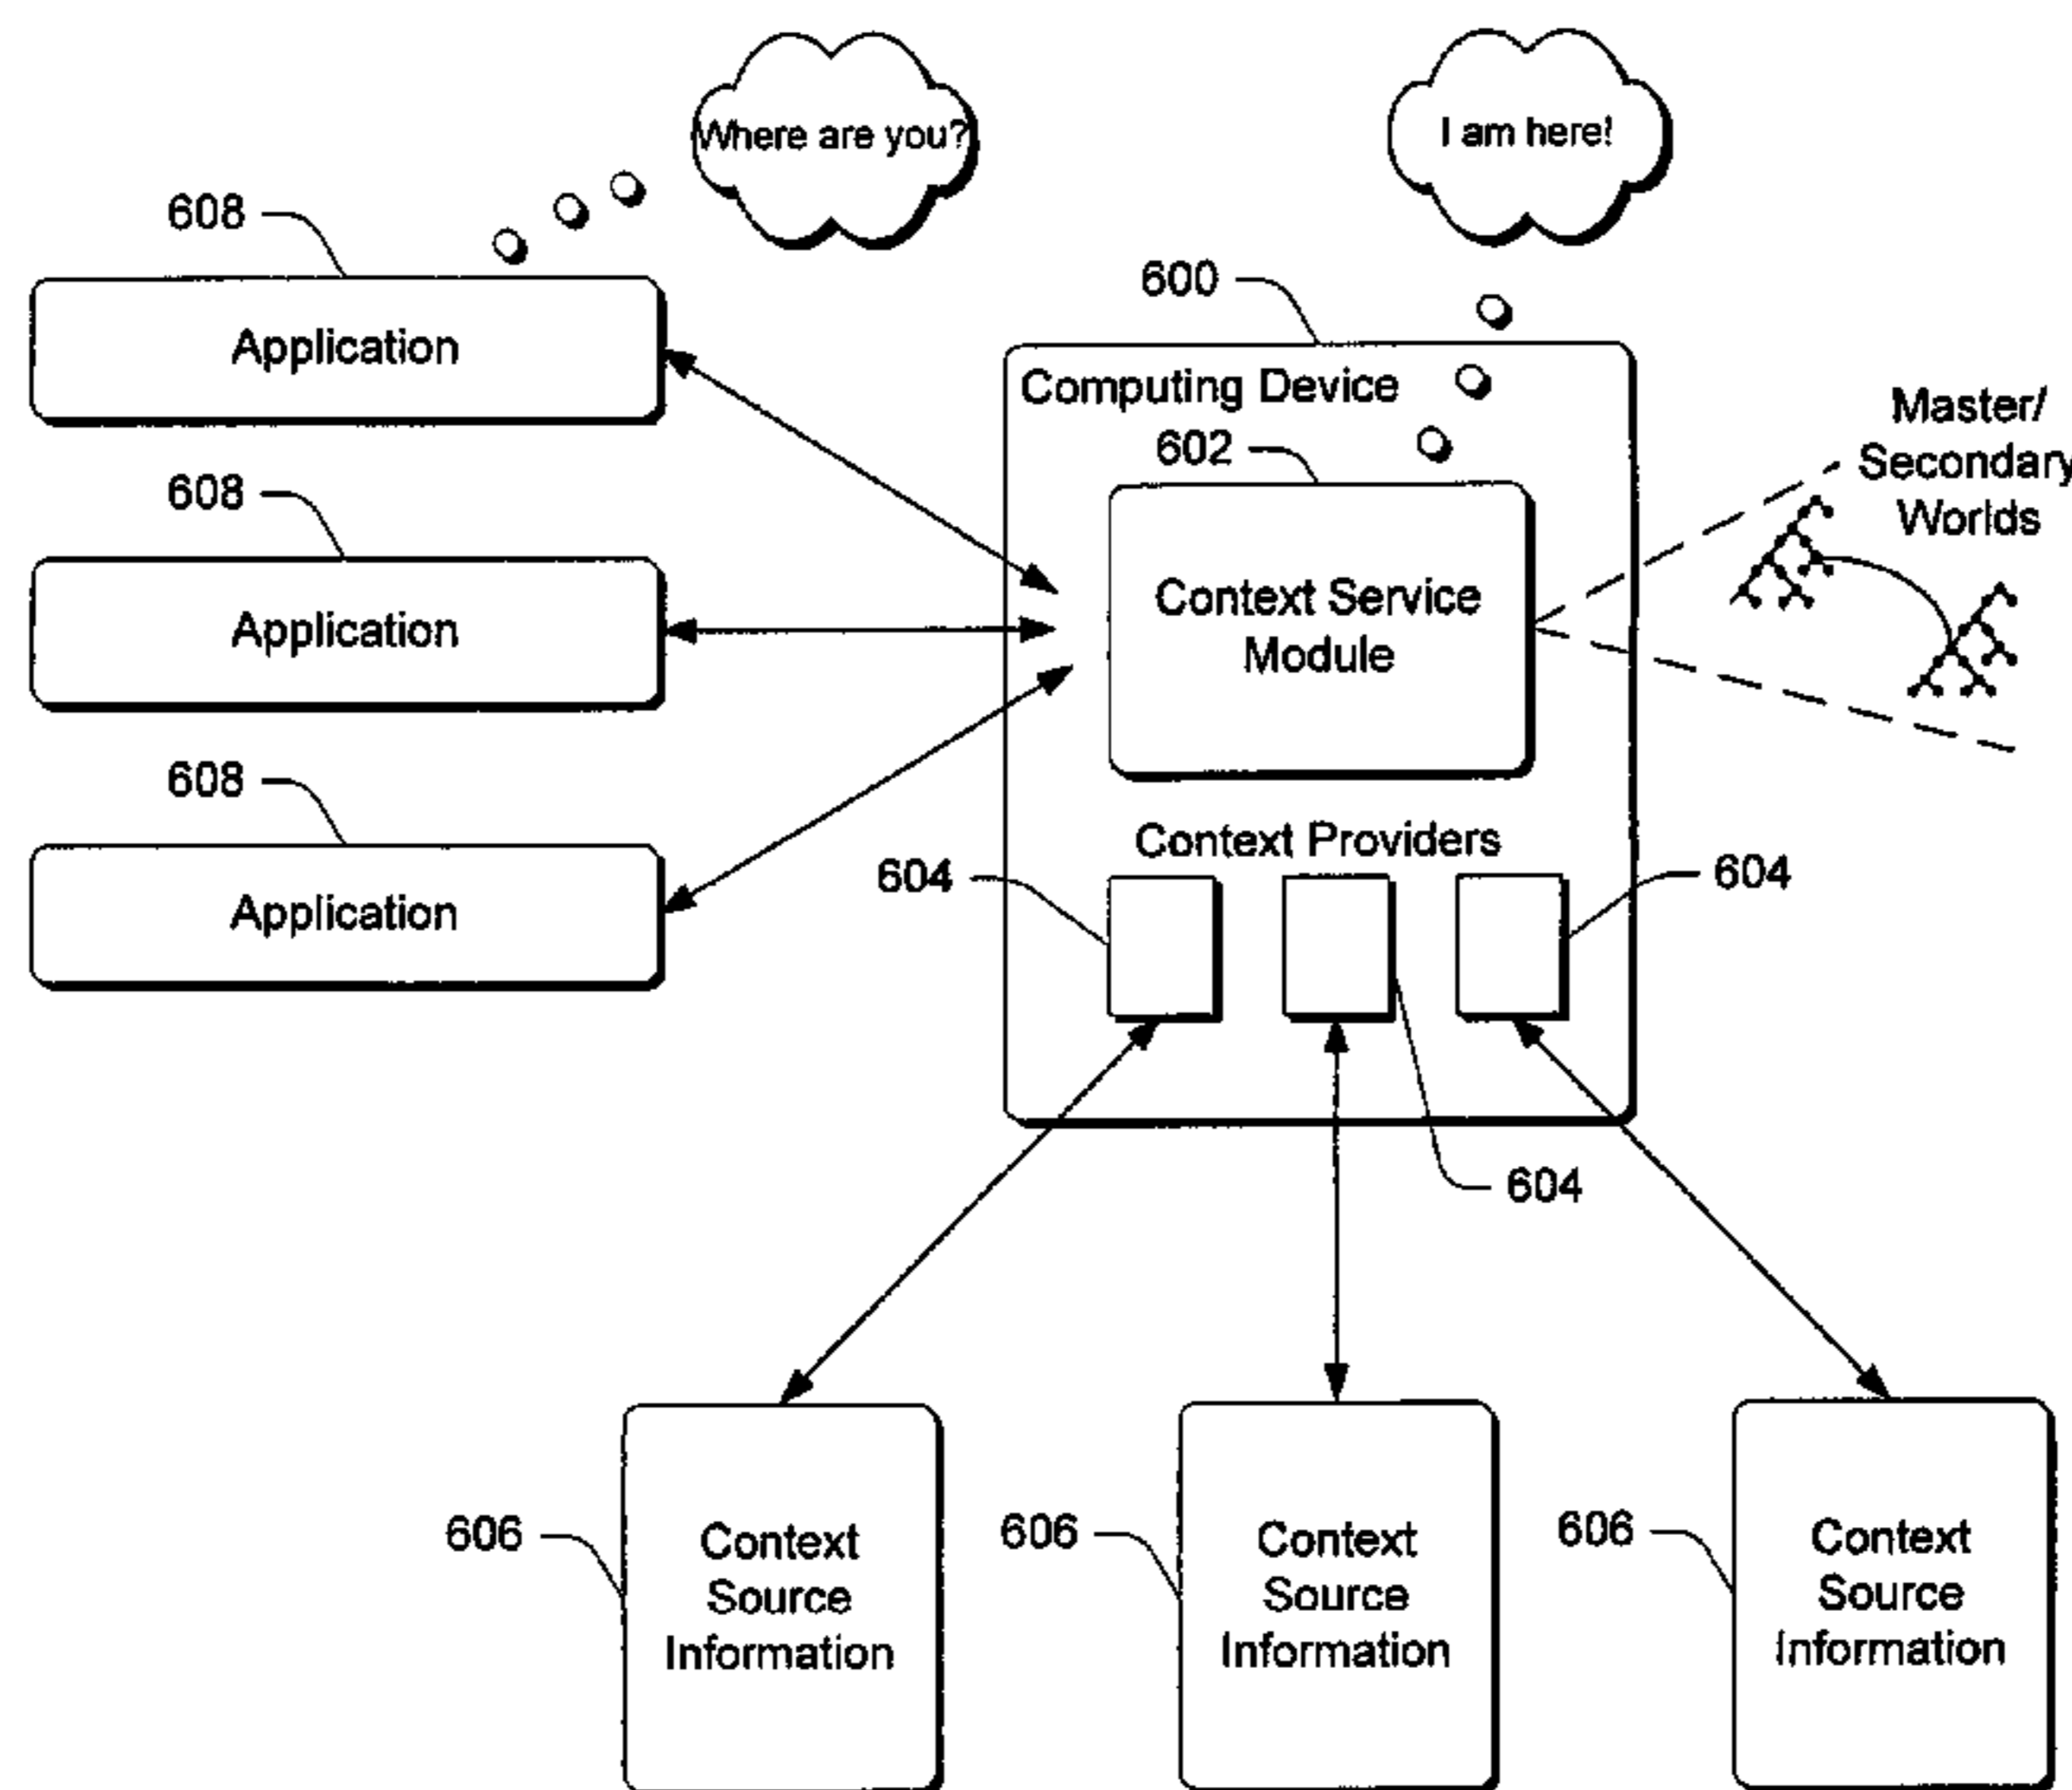 Where are you?
I am here!
608
Application
608
Application
608
Application
600
Computing Device
602
Context Service
Module
Master/
Secondary
Worlds
Context Providers
604
604
604
606
Context
Source
Information
606
Context
Source
Information
606
Context
Source
Information